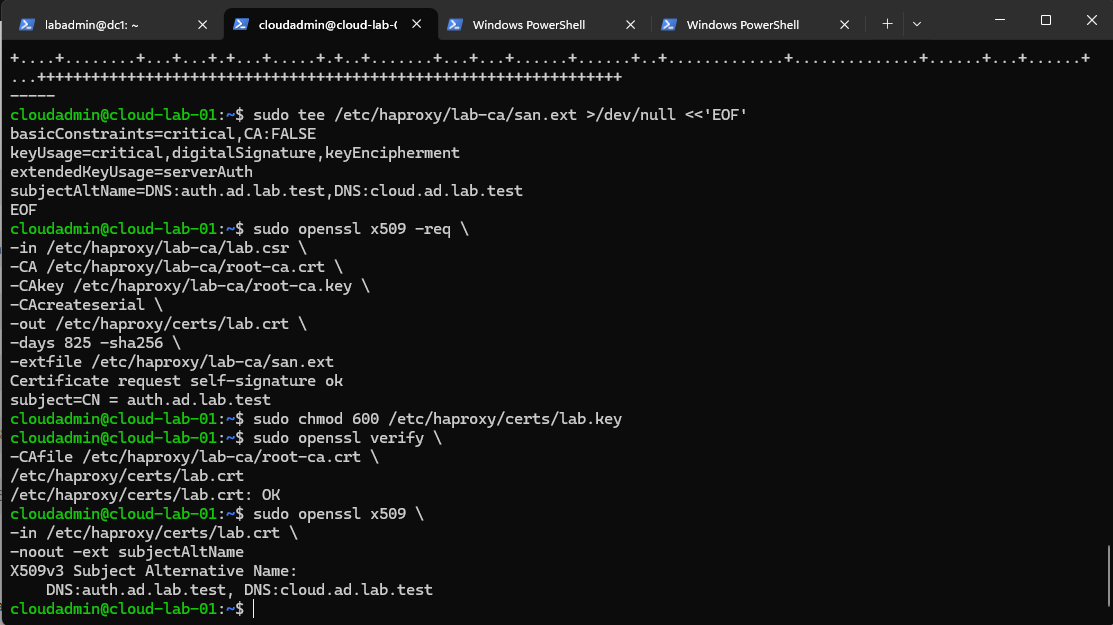 labadmin@dc1: ~
cloudadmin@cloud-lab-0
Windows PowerShell
Windows PowerShell
+....+........+...+...+.+...+.....+.+..+.......+...+...+......+......+..+.............+..............+......+...+......+
...+++++++++++++++++++++++++++++++++++++++++++++++++++++++++++++++++
-----
cloudadmin@cloud-lab-01:~$ sudo tee /etc/haproxy/lab-ca/san.ext >/dev/null <<'EOF'
basicConstraints=critical,CA:FALSE
keyUsage=critical,digitalSignature,keyEncipherment
extendedKeyUsage=serverAuth
subjectAltName=DNS:auth.ad.lab.test,DNS:cloud.ad.lab.test
EOF
cloudadmin@cloud-lab-01:~$ sudo openssl x509 -req \
-in /etc/haproxy/lab-ca/lab.csr \
-CA /etc/haproxy/lab-ca/root-ca.crt \
-CAkey /etc/haproxy/lab-ca/root-ca.key \
-CAcreateserial \
-out /etc/haproxy/certs/lab.crt \
-days 825 -sha256 \
-extfile /etc/haproxy/lab-ca/san.ext
Certificate request self-signature ok
subject=CN = auth.ad.lab.test
cloudadmin@cloud-lab-01:~$ sudo chmod 600 /etc/haproxy/certs/lab.key
cloudadmin@cloud-lab-01:~$ sudo openssl verify \
-CAfile /etc/haproxy/lab-ca/root-ca.crt \
/etc/haproxy/certs/lab.crt
/etc/haproxy/certs/lab.crt: OK
cloudadmin@cloud-lab-01:~$ sudo openssl x509 \
-in /etc/haproxy/certs/lab.crt \
-noout -ext subjectAltName
X509v3 Subject Alternative Name:
    DNS:auth.ad.lab.test, DNS:cloud.ad.lab.test
cloudadmin@cloud-lab-01:~$